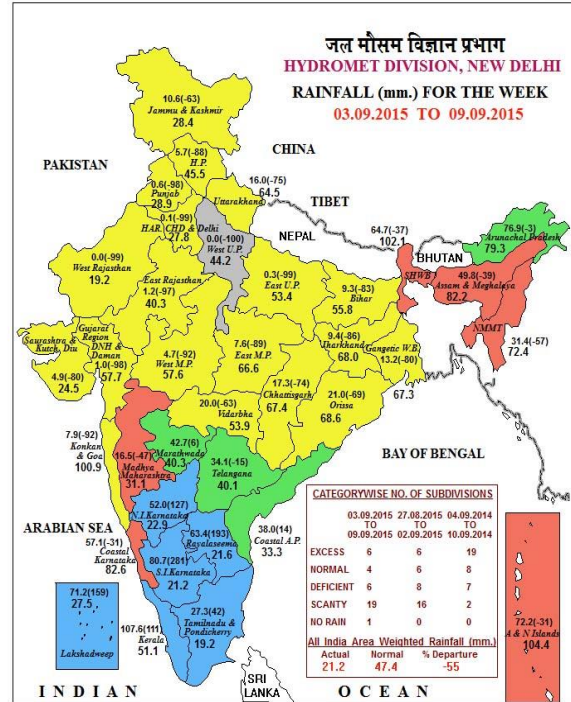 जल मौसम विज्ञान प्रभाग
HYDROMET DIVISION, NEW DELHI
RAINFALL (mm.) FOR THE WEEK
03.09.2015 TO 09.09.2015
10.6(-63)
Jammu & Kashmir
28.4
CHINA
PAKISTAN
5.7(-88)
H.P.
45.5
0.6(-98)
Punjab
28.9
16.0(-75)
Uttarakhand
64.5
TIBET
0.1(-99)
HAR. CHD & Delhi
27.8
NEPAL
64.7(-37)
102.1
SHWB
BHUTAN
76.9(-3)
Arunachal Pradesh
79.3
0.0(-99)
West Rajasthan
19.2
0.0(-100)
West U.P.
44.2
East Rajasthan
1.2(-97)
40.3
0.3(-99)
East U.P.
53.4
9.3(-83)
Bihar
55.8
49.8(-39)
Assam & Meghalaya
82.2
NMMT
31.4(-57)
72.4
Saurashtra &
Kutch, Diu
4.9(-80)
24.5
Gujarat
Region
DNH &
Daman
1.0(-98)
57.7
4.7(-92)
West M.P.
57.6
7.6(-89)
East M.P.
66.6
9.4(-86)
Jharkhand
68.0
Gangetic W.B.
13.2(-80)
67.3
17.3(-74)
Chhattisgarh
67.4
21.0(-69)
Orissa
68.6
20.0(-63)
Vidarbha
53.9
7.9(-92)
Konkan
& Goa
100.9
16.5(-47)
Madhya
Maharashtra
31.1
42.7(6)
Marathwada
40.3
34.1(-15)
Telangana
40.1
BAY OF BENGAL
ARABIAN SEA
52.0(127)
N.I.Karnataka
22.9
57.1(-31)
Coastal
Karnataka
82.6
63.4(193)
Rayalaseema
21.6
38.0(14)
Coastal A.P.
33.3
80.7(281)
S.I.Karnataka
21.2
71.2(159)
27.5
Lakshadweep
107.6(111)
Kerala
51.1
27.3(42)
Tamilnadu &
Pondicherry
19.2
CATEGORYWISE NO. OF SUBDIVISIONS
03.09.2015 27.08.2015 04.09.2014
TO TO TO
09.09.2015 02.09.2015 10.09.2014
EXCESS 6 6 19
NORMAL 4 6 8
DEFICIENT 6 8 7
SCANTY 19 16 2
NO RAIN 1 0 0
All India Area Weighted Rainfall (mm.)
Actual Normal % Departure
21.2 47.4 -55
72.2(-31)
A & N Islands
104.4
SRI
LANKA
INDIAN OCEAN